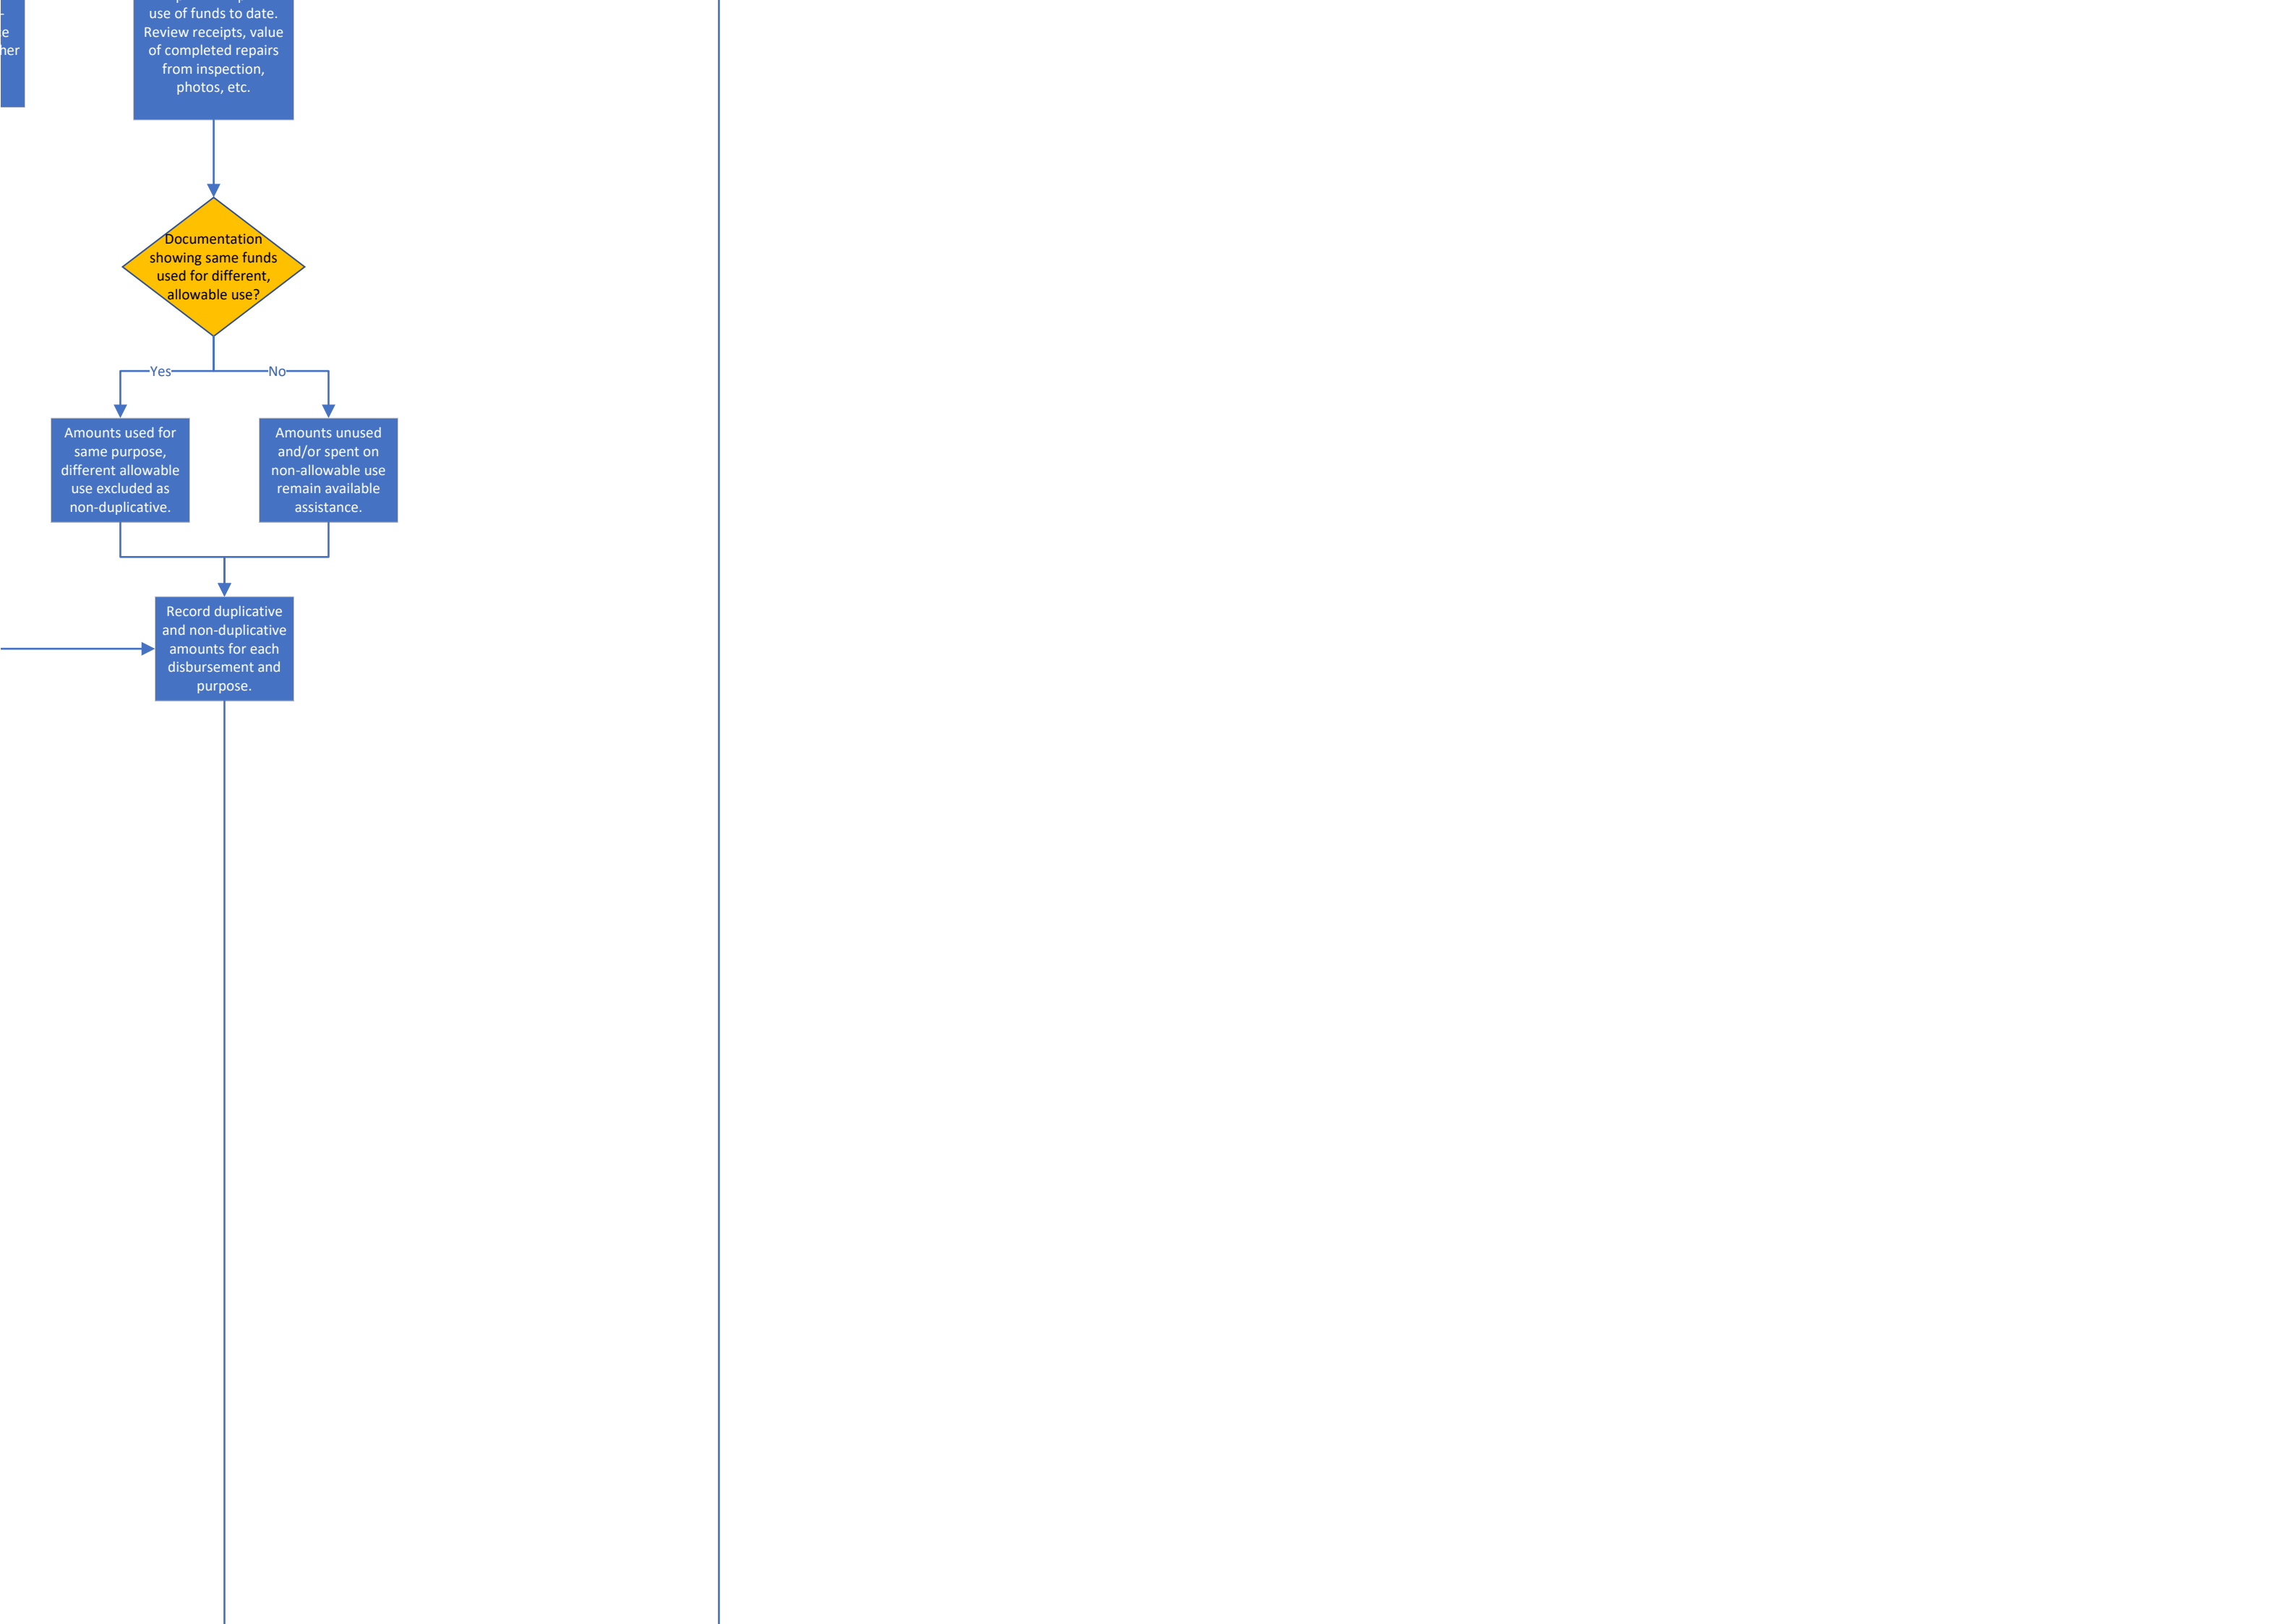 her
use of funds to date.
Review receipts, value
of completed repairs
from inspection,
photos, etc.
Documentation
showing same funds
used for different,
allowable use?
Yes
No
Amounts used for
same purpose,
different allowable
use excluded as
non-duplicative.
Amounts unused
and/or spent on
non-allowable use
remain available
assistance.
Record duplicative
and non-duplicative
amounts for each
disbursement and
purpose.